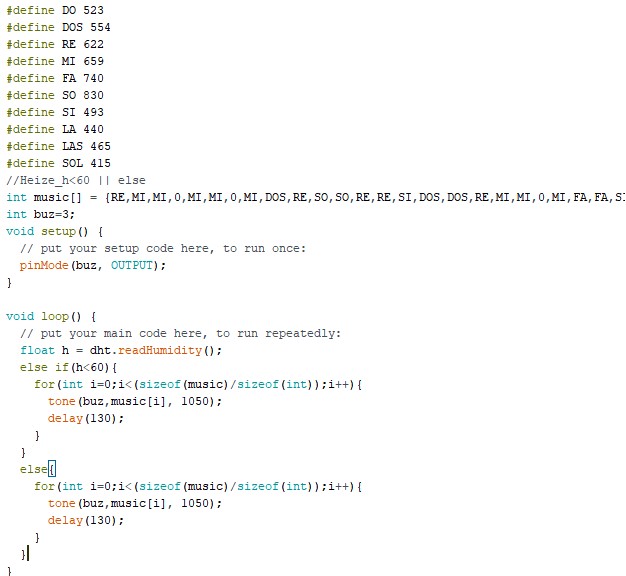 #define DO 523
#define DOS 554
#define RE 622
#define MI 659
#define FA 740
#define SO 830
#define SI 493
#define LA 440
#define LAS 465
#define SOL 415
//Heize_h<60 || else
int music[] = {RE,MI,MI,0,MI,MI,0,MI,DOS,RE,SO,SO,RE,RE,SI,DOS,DOS,RE,MI,MI,0,MI,FA,FA,SI
int buz=3;
void setup() {
  // put your setup code here, to run once:
  pinMode(buz, OUTPUT);
}
void loop() {
  // put your main code here, to run repeatedly:
  float h = dht.readHumidity();
  else if(h<60){
    for(int i=0;i<(sizeof(music)/sizeof(int));i++){
      tone(buz,music[i], 1050);
      delay(130);
    }
  }
  else{
    for(int i=0;i<(sizeof(music)/sizeof(int));i++){
      tone(buz,music[i], 1050);
      delay(130);
    }
  }
}